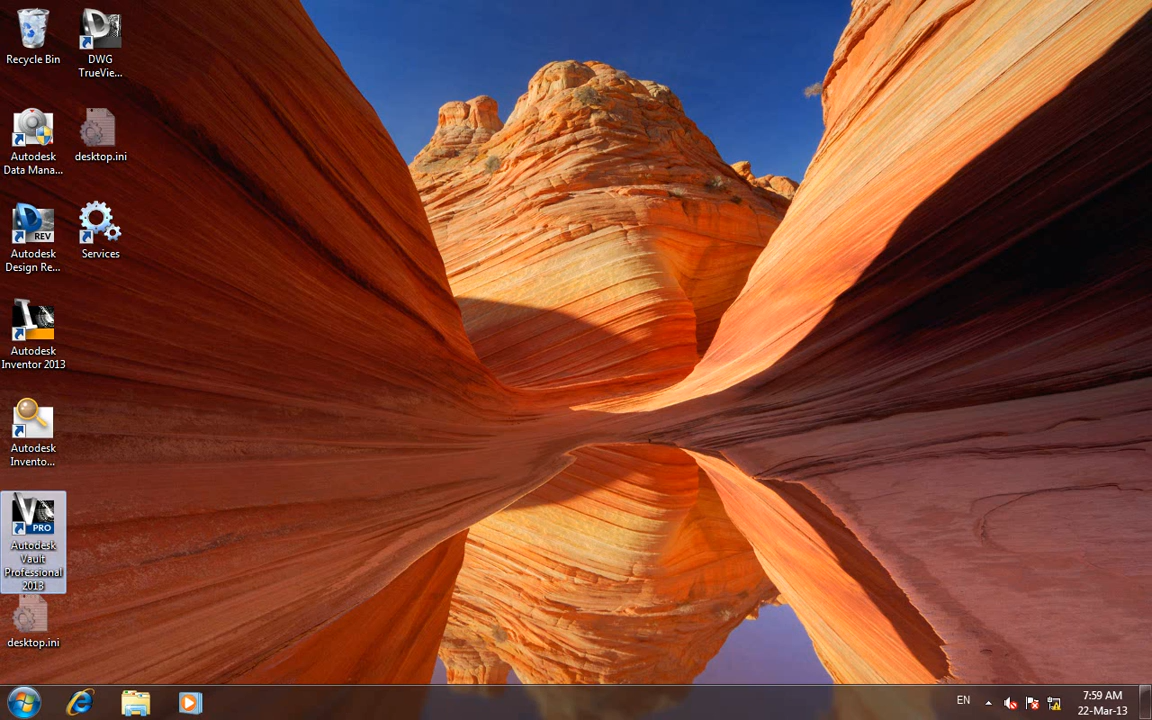 Recycle Bin
DWG
TrueVie...
Autodesk
Data Mana...
desktop.ini
REV
Autodesk
Design Re...
Services
Autodesk
Inventor 2013
Autodesk
Invento...
PRO
Autodesk
Vault
Professional
2013
desktop.ini
EN
7:59 AM
22-Mar-13